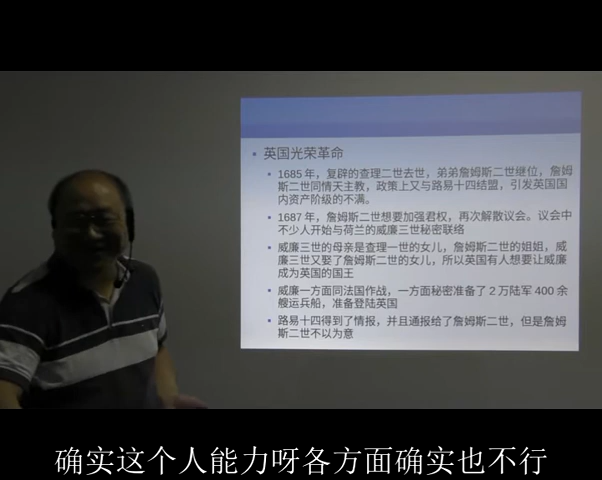 英国光荣革命
1685 年，复辟的查理二世去世，弟弟詹姆斯二世继位，詹姆
斯二世同情天主教，政策上又与路易十四结盟，引发英国国
内资产阶级的不满。
1687 年，詹姆斯二世想要加强君权，再次解散议会。议会中
不少人开始与荷兰的威廉三世秘密联络
威廉三世的母亲是查理一世的女儿，詹姆斯二世的姐姐，威
廉三世又娶了詹姆斯二世的女儿，所以英国有人想要让威廉
成为英国的国王
威廉一方面同法国作战，一方面秘密准备了 2 万陆军 400 余
艘运兵船，准备登陆英国
路易十四得到了情报，并且通报给了詹姆斯二世，但是詹姆
斯二世不以为意
确实这个人能力呀各方面确实也不行